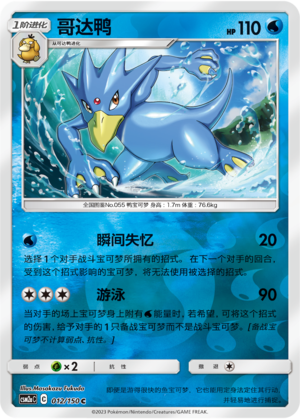 1阶进化
哥达鸭
HP 110
从可达鸭进化
全国图鉴No.055 鸭宝可梦 身高：1.7m 体重：76.6kg
瞬间失忆 20
选择1个对手战斗宝可梦所拥有的招式。在下一个对手的回合，
受到这个招式影响的宝可梦，将无法使用被选择的招式。
游泳 90
当对手的场上宝可梦身上附有能量时，若希望，可将这个招式
的伤害，给予对手的1个不是战斗宝可梦的宝可梦。[备战宝可
梦不计算弱点、抗性。]
弱点 ×2 抗性 撤退
Illus. Masakazu Fukuda
CSM2a C C 012/150 C
©2023 Pokémon/Nintendo/Creatures/GAME FREAK.